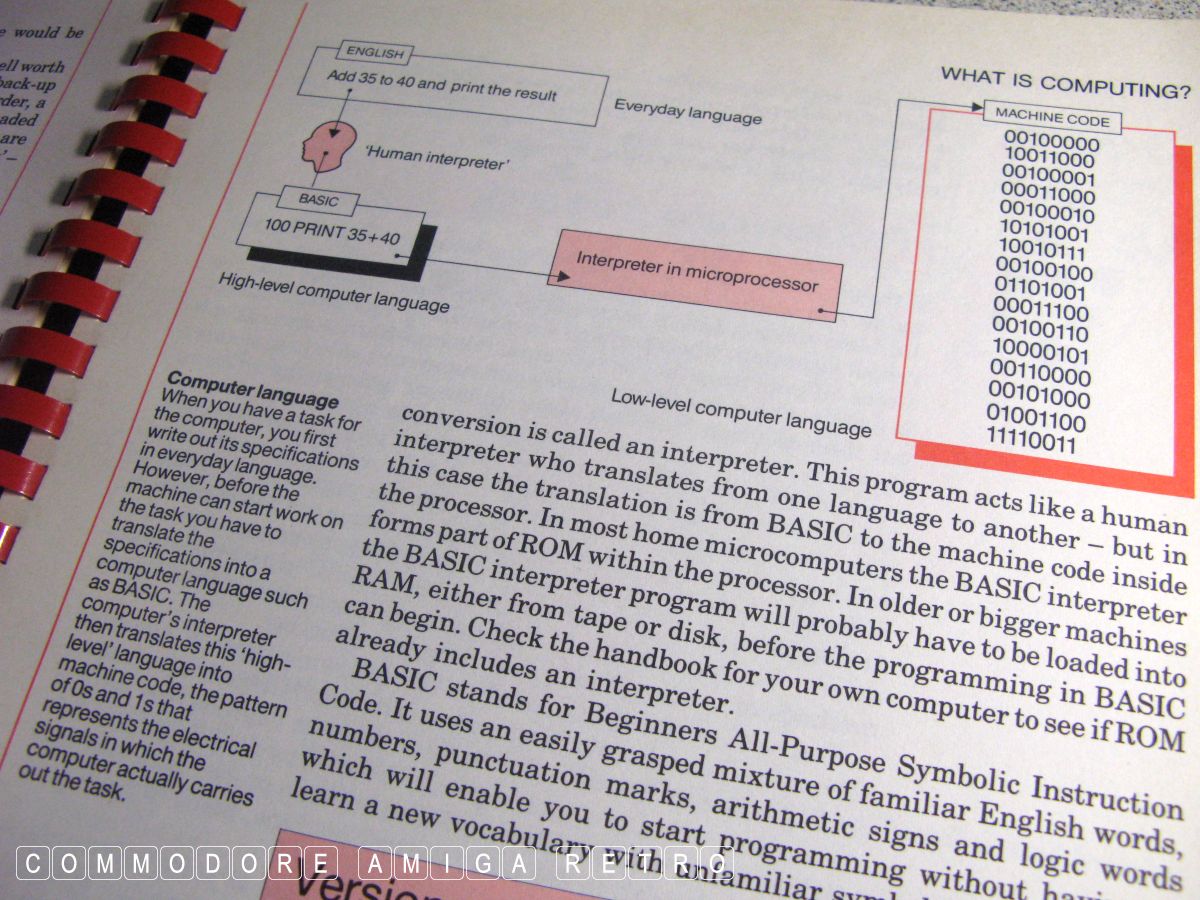 e would be
ell worth
back-up
rder, a
aded
are
'–
WHAT IS COMPUTING?
ENGLISH
Add 35 to 40 and print the result
Everyday language
'Human interpreter'
BASIC
100 PRINT 35+40
High-level computer language
Interpreter in microprocessor
MACHINE CODE
00100000
10011000
00100001
00011000
00100010
10101001
10010111
00100100
01101001
00011100
00100110
10000101
00110000
00101000
01001100
11110011
Low-level computer language
Computer language
When you have a task for
the computer, you first
write out its specifications
in everyday language.
However, before the
machine can start work on
the task you have to
translate the
specifications into a
computer language such
as BASIC. The
computer's interpreter
then translates this 'high-
level' language into
machine code, the pattern
of 0s and 1s that
represents the electrical
signals in which the
computer actually carries
out the task.
conversion is called an interpreter. This program acts like a human
interpreter who translates from one language to another – but in
this case the translation is from BASIC to the machine code inside
the processor. In most home microcomputers the BASIC interpreter
forms part of ROM within the processor. In older or bigger machines
the BASIC interpreter program will probably have to be loaded into
RAM, either from tape or disk, before the programming in BASIC
can begin. Check the handbook for your own computer to see if ROM
already includes an interpreter.
BASIC stands for Beginners All-Purpose Symbolic Instruction
Code. It uses an easily grasped mixture of familiar English words,
numbers, punctuation marks, arithmetic signs and logic words
which will enable you to start programming without having
learn a new vocabulary with unfamiliar
Version
COMMODORE AMIGA RETRO